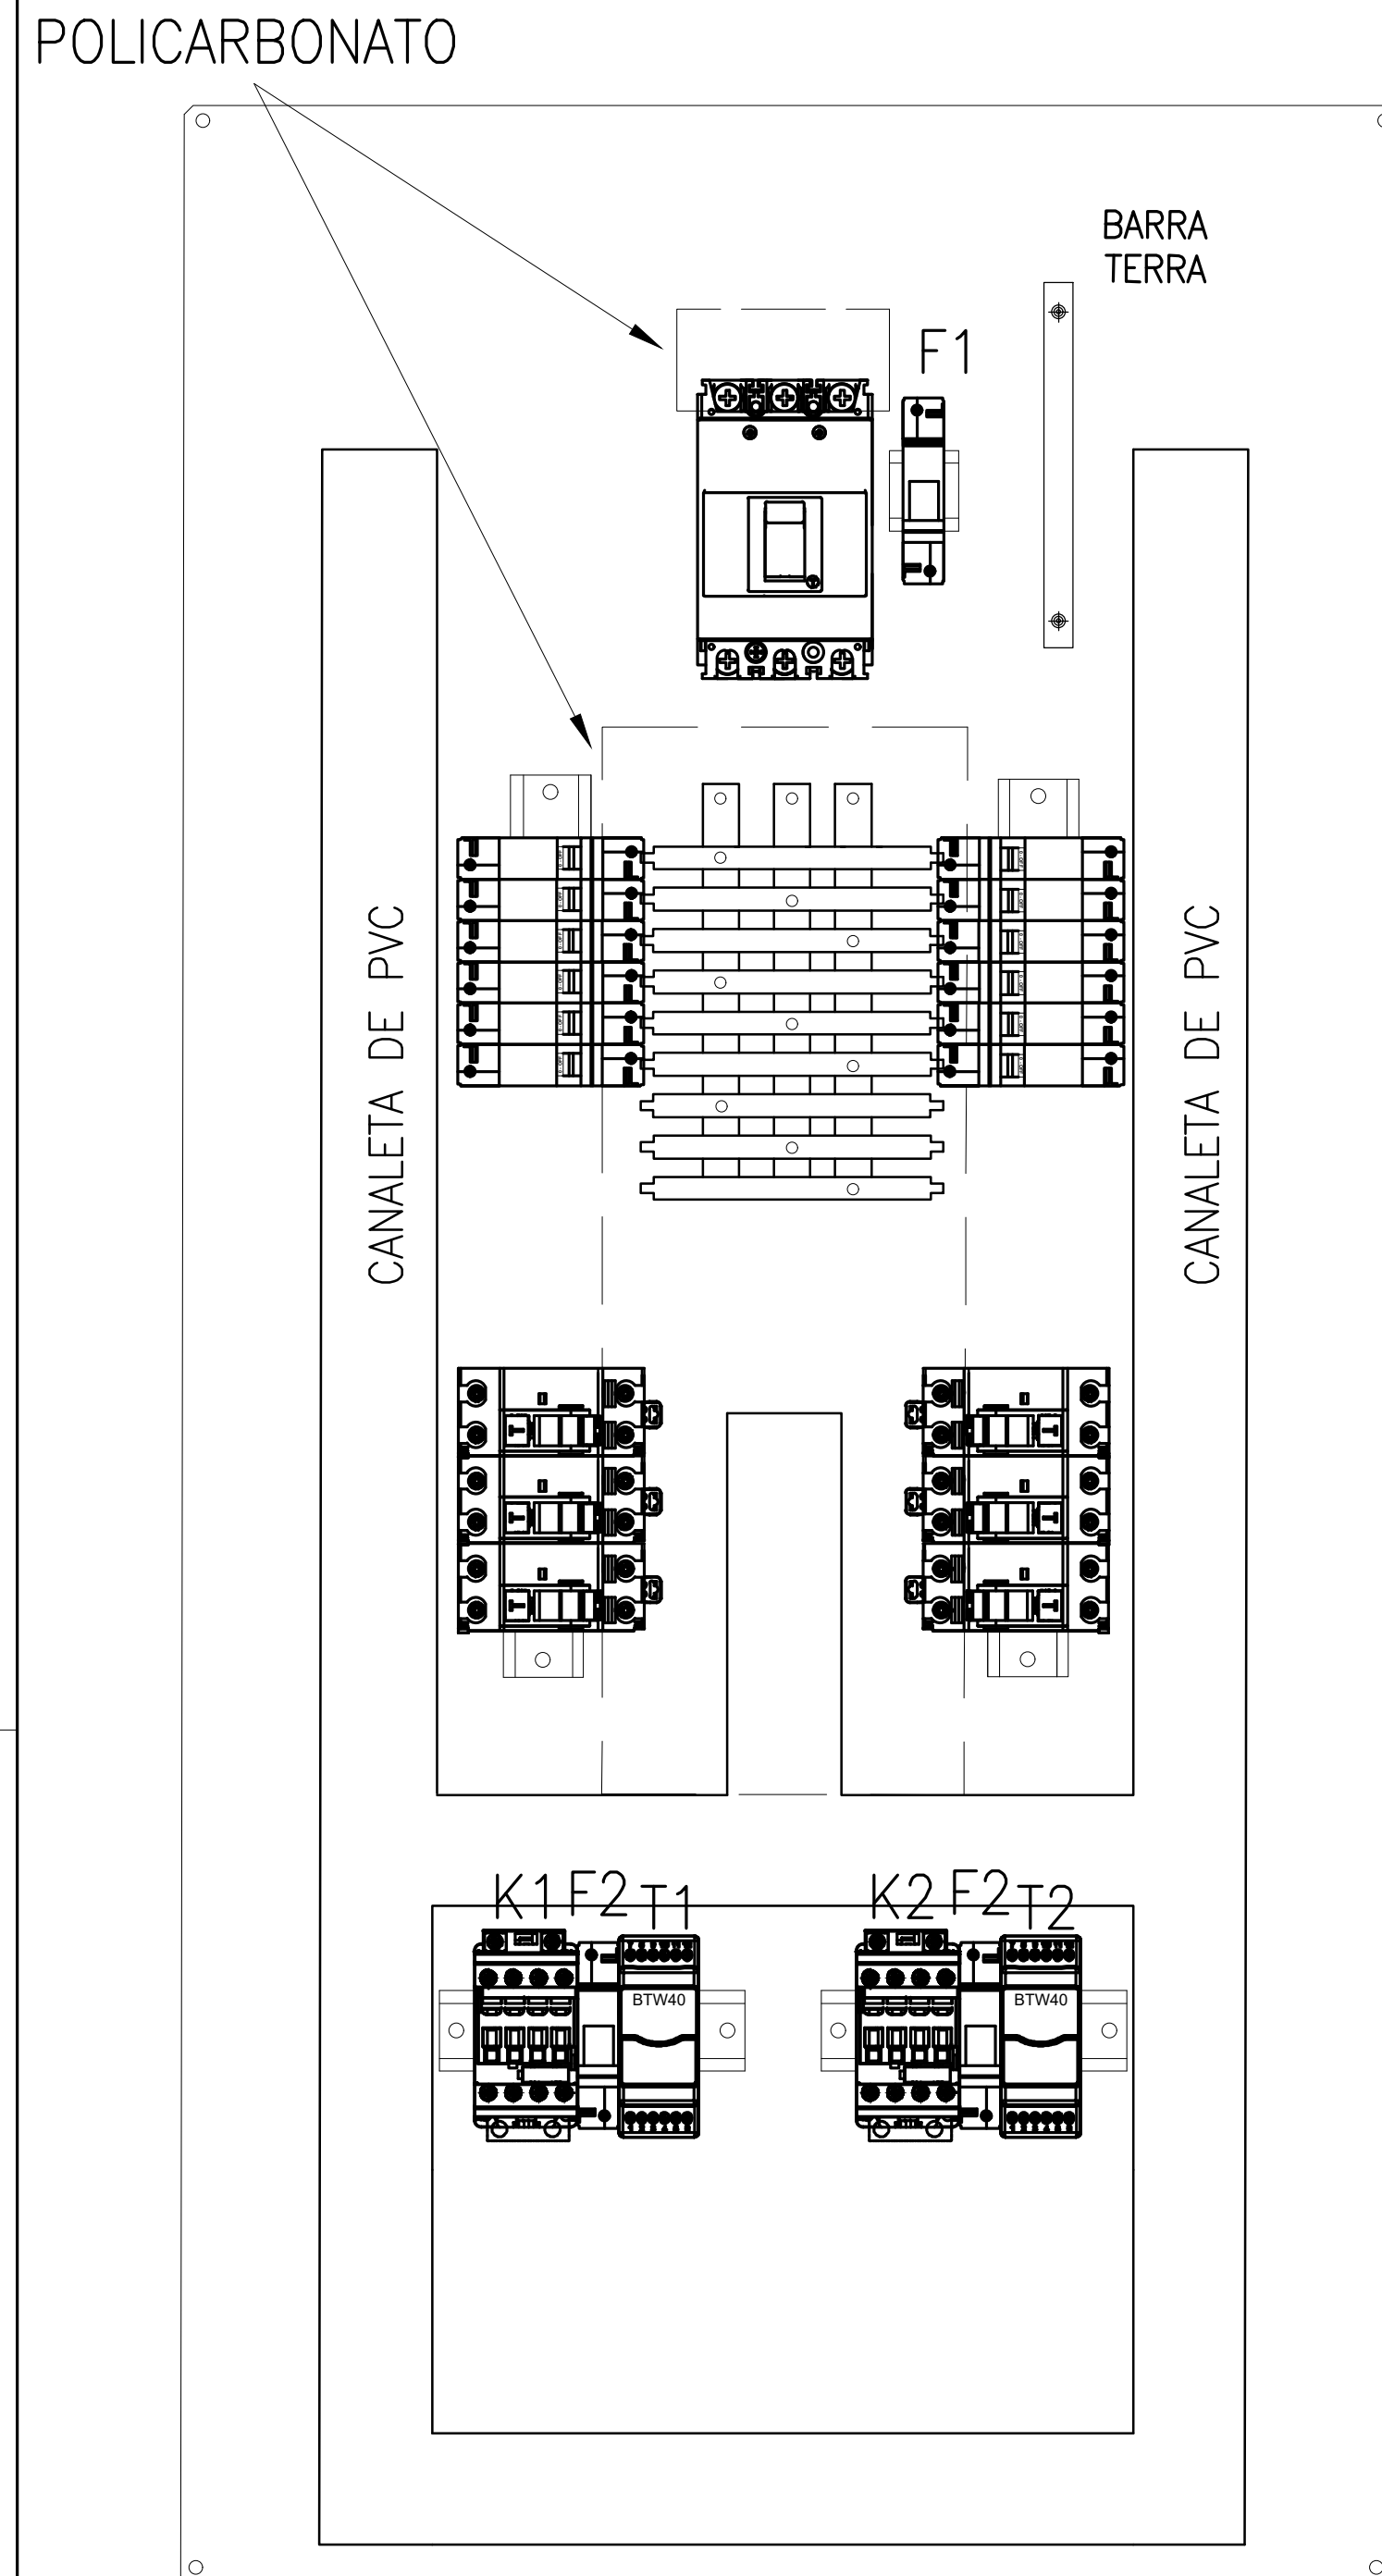 POLICARBONATO
BARRA
TERRA
F1
CANALETA DE PVC
CANALETA DE PVC
K1 F2 T1
K2 F2 T2
BTW40
BTW40